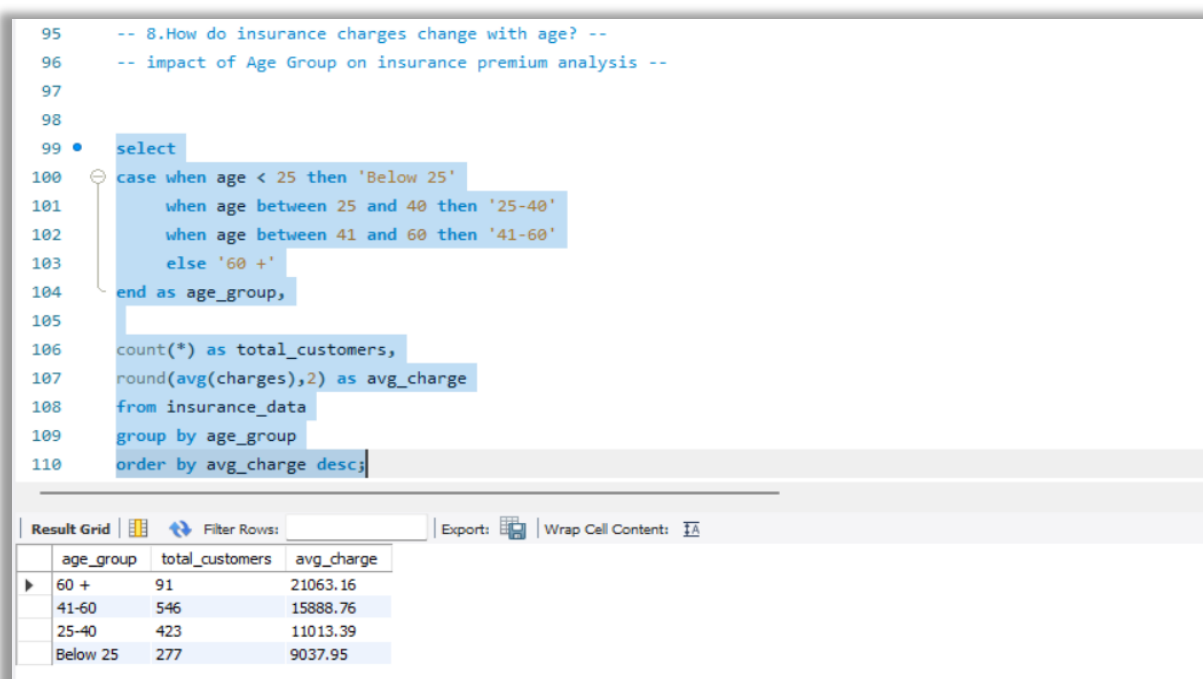 95 -- 8.How do insurance charges change with age? --
96 -- impact of Age Group on insurance premium analysis --
97
98
99 select
100 case when age < 25 then 'Below 25'
101 when age between 25 and 40 then '25-40'
102 when age between 41 and 60 then '41-60'
103 else '60 +'
104 end as age_group,
105
106 count(*) as total_customers,
107 round(avg(charges),2) as avg_charge
108 from insurance_data
109 group by age_group
110 order by avg_charge desc;
Result Grid Filter Rows: Export: Wrap Cell Content: IA
age_group total_customers avg_charge
60 + 91 21063.16
41-60 546 15888.76
25-40 423 11013.39
Below 25 277 9037.95